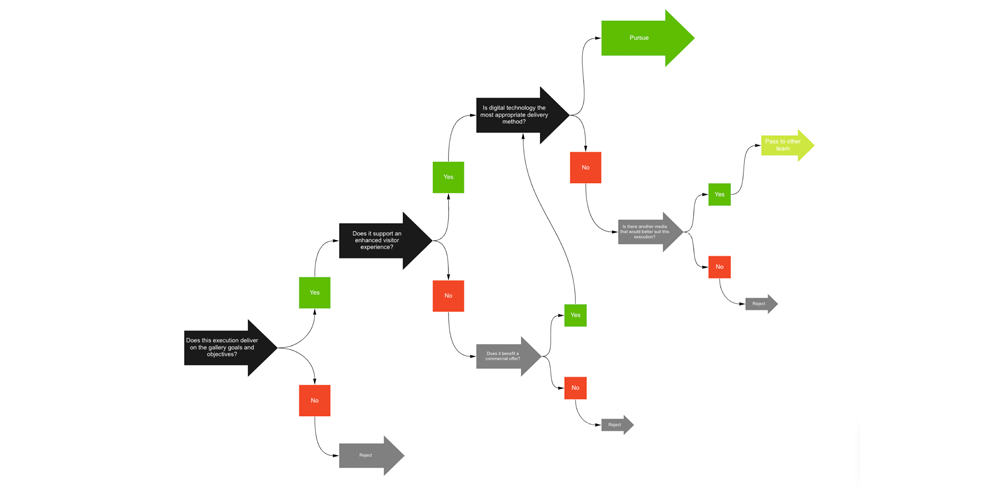 Pursue
Is digital technology the
most appropriate delivery
method?
Pass to other
team
No
Yes
Yes
Is there another media
that would better suit this
execution?
Does it support an
enhanced visitor
experience?
No
Yes
No
Reject
Yes
Does this execution deliver
on the gallery goals and
objectives?
Does it benefit a
commercial offer?
No
No
Reject
Reject